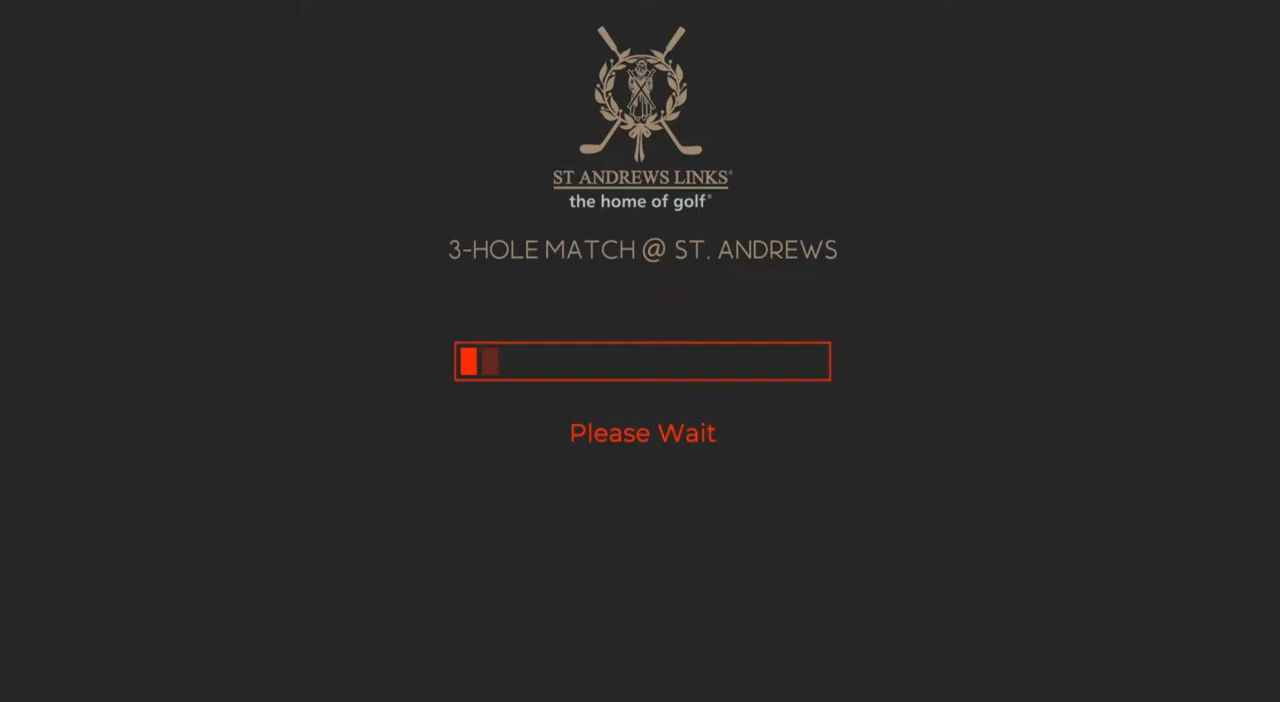 ST ANDREWS LINKS®
the home of golf®
3-HOLE MATCH @ ST. ANDREWS
Please Wait